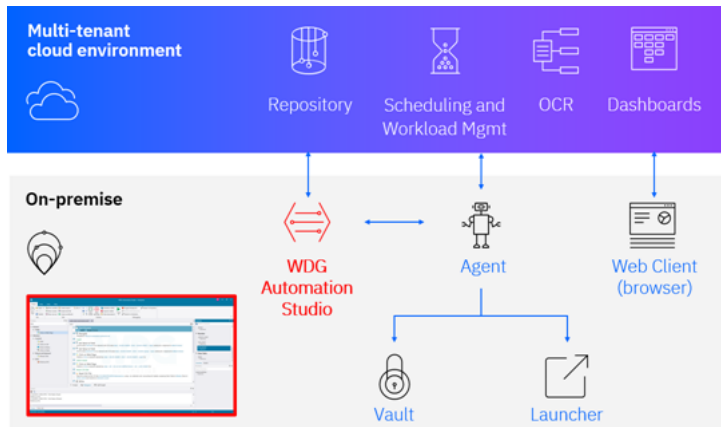 Multi-tenant
cloud environment
Repository
Scheduling and
Workload Mgmt
OCR
Dashboards
On-premise
WDG
Automation
Studio
Agent
Web Client
(browser)
Vault
Launcher